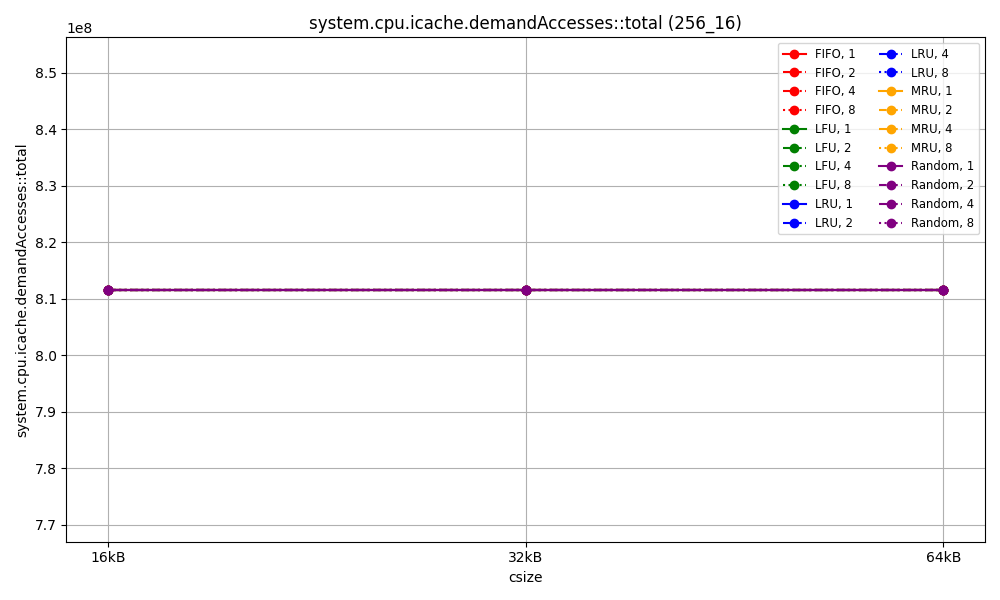 system.cpu.icache.demandAccesses::total (256_16)
1e8
system.cpu.icache.demandAccesses::total
8.5
8.4
8.3
8.2
8.1
8.0
7.9
7.8
7.7
FIFO, 1
FIFO, 2
FIFO, 4
FIFO, 8
LFU, 1
LFU, 2
LFU, 4
LFU, 8
LRU, 1
LRU, 2
LRU, 4
LRU, 8
MRU, 1
MRU, 2
MRU, 4
MRU, 8
Random, 1
Random, 2
Random, 4
Random, 8
16kB
32kB
64kB
csize